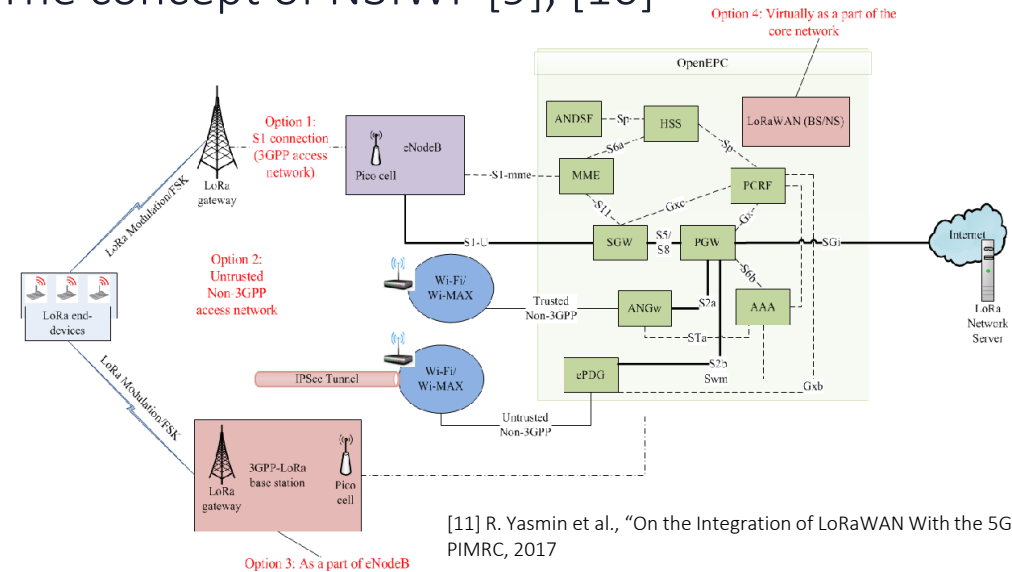 Option 4: Virtually as a part of the
core network
OpenEPC
Option 1:
S1 connection
(3GPP access
network)
LoRa
gateway
eNodeB
Pico cell
ANDSF
Sp
HSS
LoRaWAN (BS/NS)
S6a
Sp
S1-mme
MME
PCRF
LoRa Modulation/FSK
S11
Gxc
Gx
S1-U
SGW
S5/
S8
PGW
SGi
Internet
Option 2:
Untrusted
Non-3GPP
access network
Wi-Fi/
Wi-MAX
S6b
Trusted
Non-3GPP
ANGw
S2a
AAA
LoRa
Network
Server
LoRa end-
devices
STa
LoRa Modulation/FSK
IPSec Tunnel
Wi-Fi/
Wi-MAX
ePDG
S2b
Swm
Gxb
Untrusted
Non-3GPP
3GPP-LoRa
base station
LoRa
gateway
Pico
cell
[11] R. Yasmin et al., “On the Integration of LoRaWAN With the 5G
PIMRC, 2017
Option 3: As a part of eNodeB